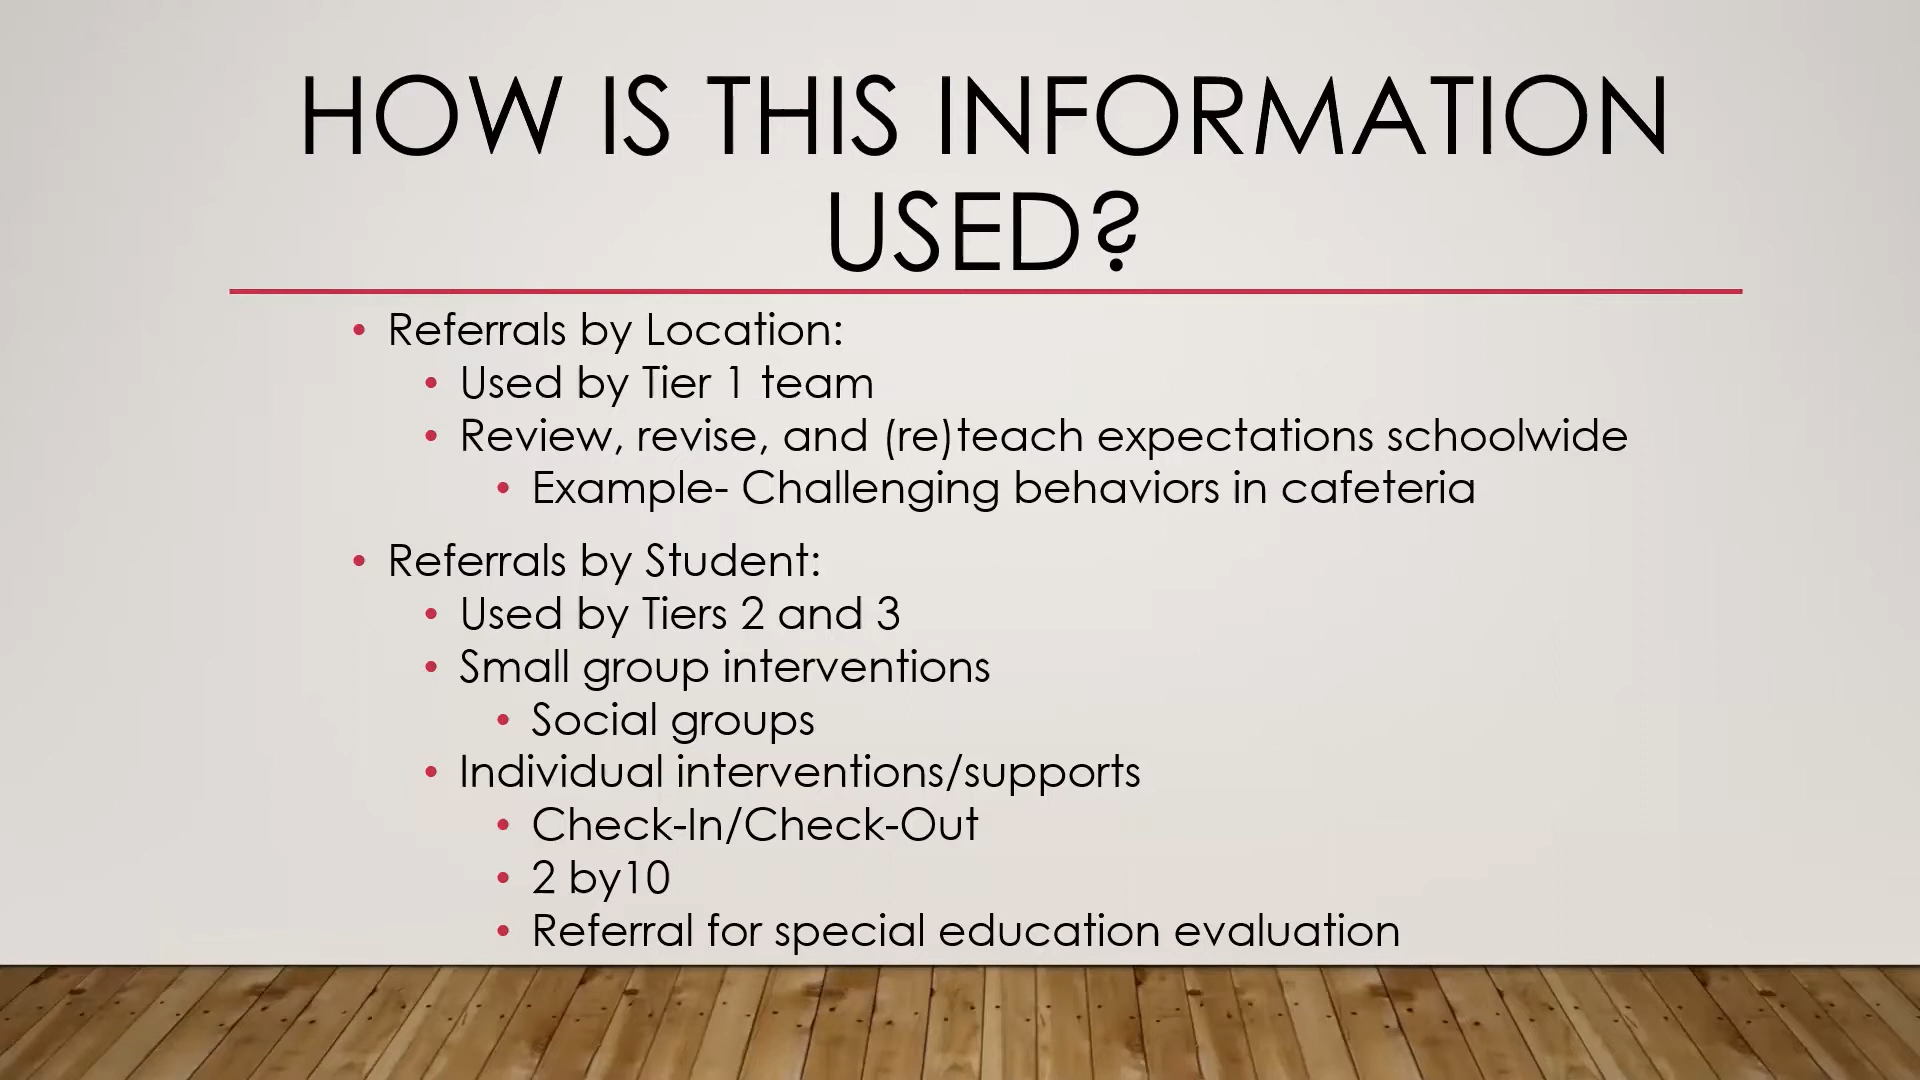 HOW IS THIS INFORMATION
USED?
• Referrals by Location:
• Used by Tier 1 team
• Review, revise, and (re)teach expectations schoolwide
• Example- Challenging behaviors in cafeteria
• Referrals by Student:
• Used by Tiers 2 and 3
• Small group interventions
• Social groups
• Individual interventions/supports
• Check-In/Check-Out
• 2 by10
• Referral for special education evaluation